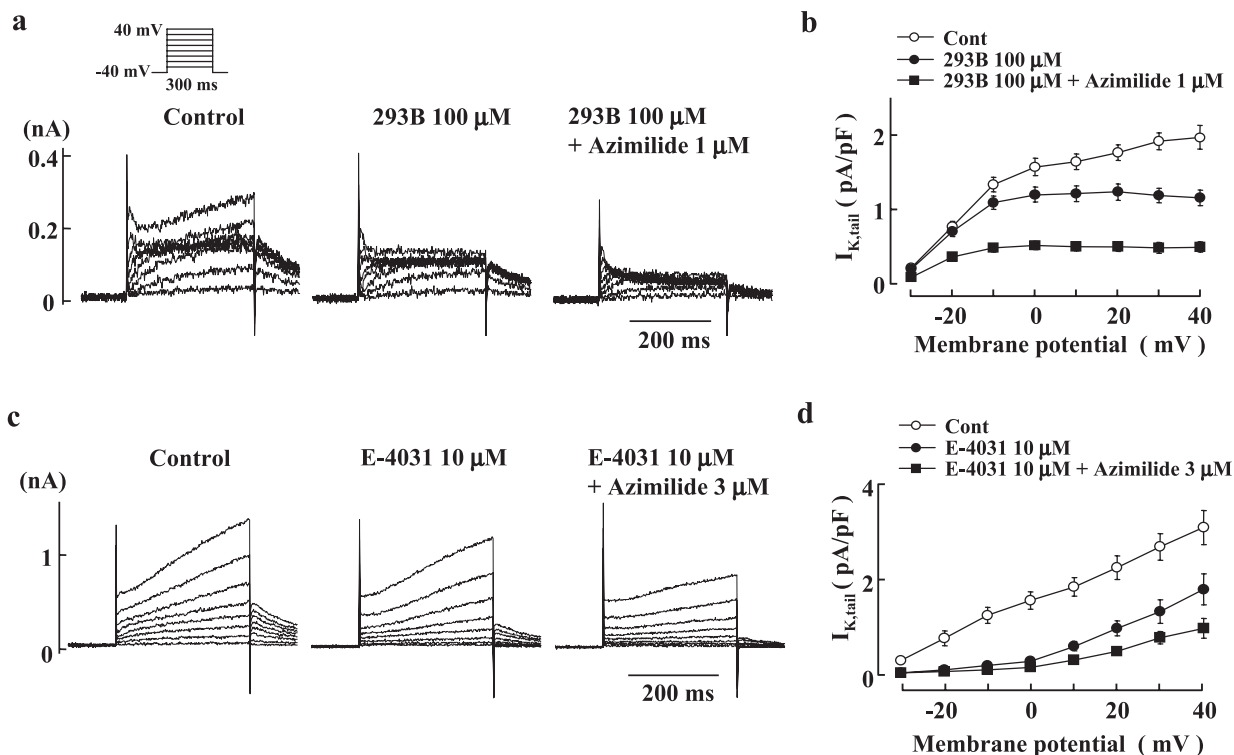 a
40 mV
-40 mV
300 ms
Control
293B 100 μM
293B 100 μM
+ Azimilide 1 μM
(nA)
0.4
0.2
0
200 ms
b
Cont
293B 100 μM
293B 100 μM + Azimilide 1 μM
I K,tail ( pA/pF )
2
1
0
-20
0
20
40
Membrane potential ( mV )
c
Control
E-4031 10 μM
E-4031 10 μM
+ Azimilide 3 μM
(nA)
1
0
200 ms
d
Cont
E-4031 10 μM
E-4031 10 μM + Azimilide 3 μM
I K,tail ( pA/pF )
4
2
0
-20
0
20
40
Membrane potential ( mV )